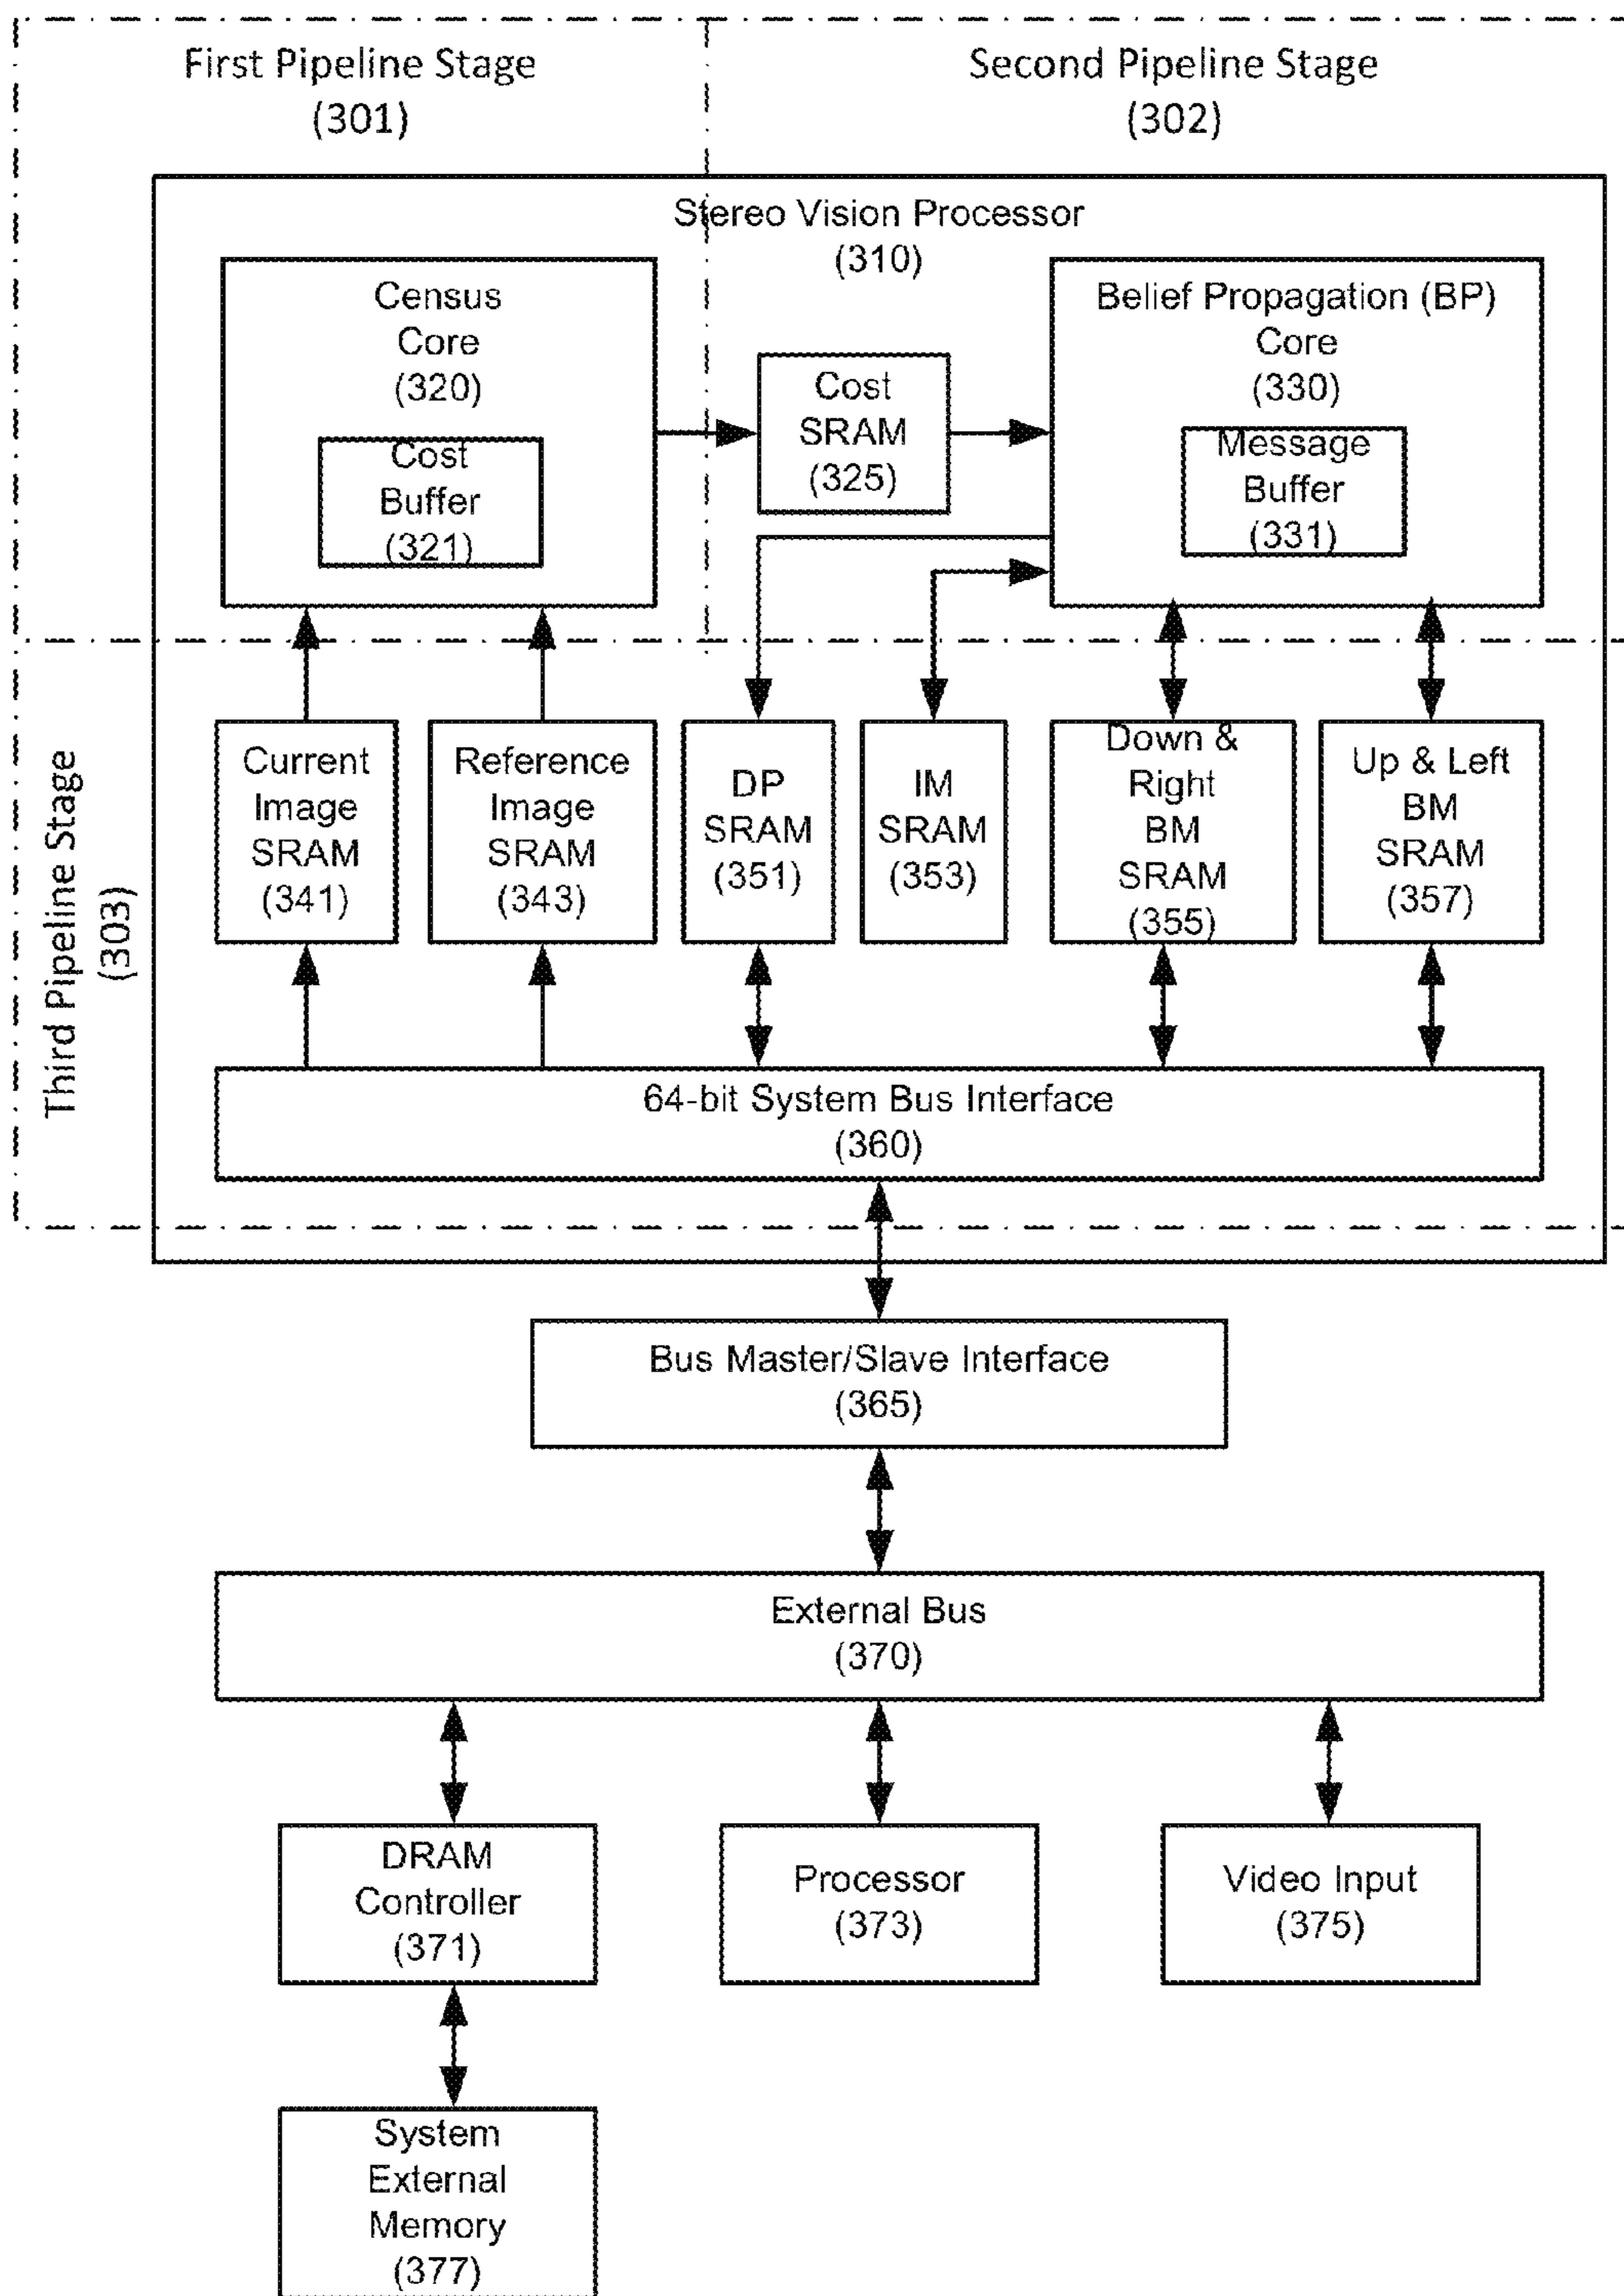 First Pipeline Stage
(301)
Second Pipeline Stage
(302)
Stereo Vision Processor
(310)
Census
Core
(320)
Cost
Buffer
(321)
Cost
SRAM
(325)
Belief Propagation (BP)
Core
(330)
Message
Buffer
(331)
Third Pipeline Stage
(303)
Current
Image
SRAM
(341)
Reference
Image
SRAM
(343)
DP
SRAM
(351)
IM
SRAM
(353)
Down &
Right
BM
SRAM
(355)
Up & Left
BM
SRAM
(357)
64-bit System Bus Interface
(360)
Bus Master/Slave Interface
(365)
External Bus
(370)
DRAM
Controller
(371)
Processor
(373)
Video Input
(375)
System
External
Memory
(377)